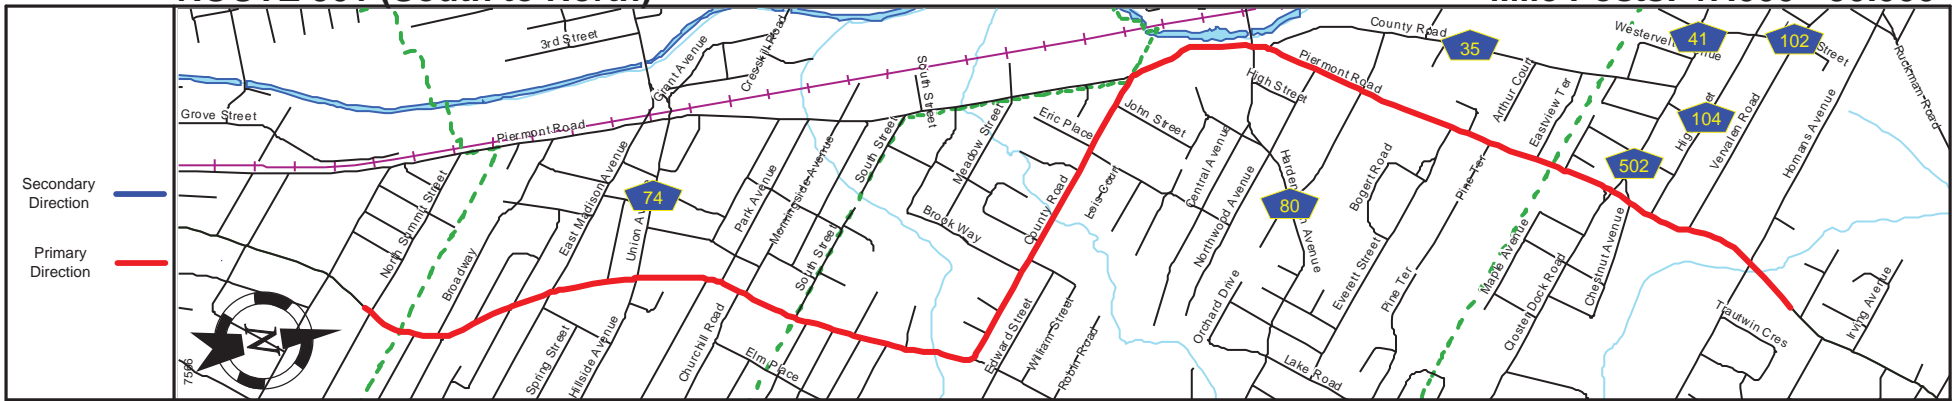 Secondary
Direction
Primary
Direction
3rd Street
Grove Street
Piermont Road
Grant Avenue
Cresskill Road
South Street
North Summit Street
Broadway
East Madison Avenue
74
Park Avenue
Morningside Avenue
South Street
South Street
Spring Street
Hillside Avenue
Churchill Road
Elm Place
Meadow Street
Brook Way
Eric Place
John Street
County Road
Lois Court
Edward Street
William Street
Robin Road
Central Avenue
Northwood Avenue
High Street
80
Avenue
Orchard Drive
Everett Street
Lake Road
Bogert Road
Piermont Road
County Road
35
Pine Ter
Pine Ter
Arthur Court
Eastview Ter
Maple Avenue
Closter Dock Road
Chestnut Avenue
41
102
Street
104
502
Vervalen Road
Homans Avenue
Ruckman Road
Trautwin Cres
Irving Avenue
N